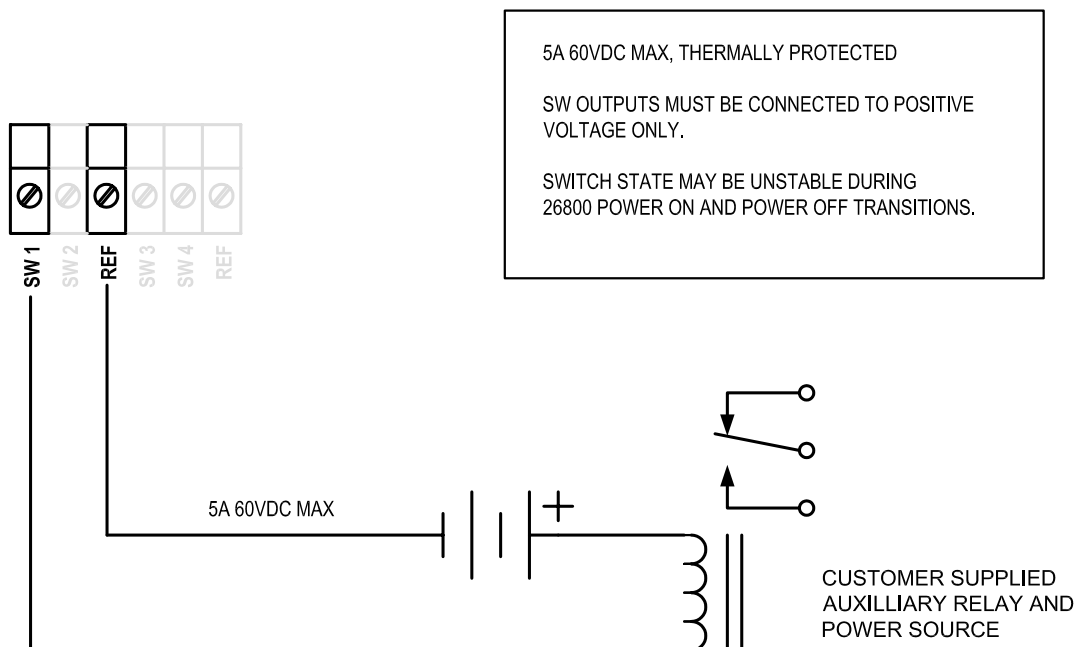 5A 60VDC MAX, THERMALLY PROTECTED
SW OUTPUTS MUST BE CONNECTED TO POSITIVE
VOLTAGE ONLY.
SWITCH STATE MAY BE UNSTABLE DURING
26800 POWER ON AND POWER OFF TRANSITIONS.
SW 1
SW 2
REF
SW 3
SW 4
REF
5A 60VDC MAX
+
CUSTOMER SUPPLIED
AUXILLIARY RELAY AND
POWER SOURCE